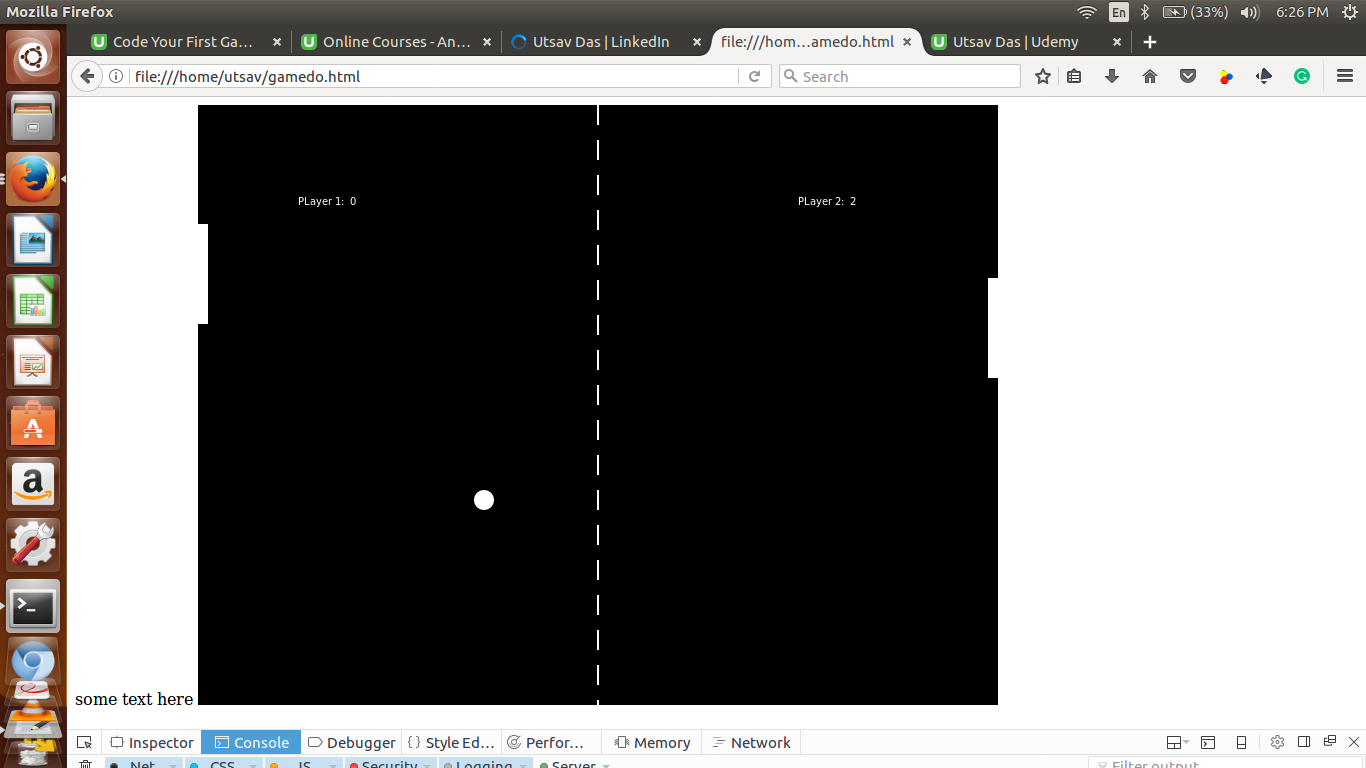 Mozilla Firefox En (33%) 6:26 PM
Code Your First Ga... Online Courses - An... Utsav Das | LinkedIn file:///hom...amedo.html Utsav Das | Udemy
file:///home/utsav/gamedo.html Search
PLayer 1: 0 PLayer 2: 2
some text here
Inspector Console Debugger Style Ed... Perfor... Memory Network
Net CSS JS Security Logging Server Filter output